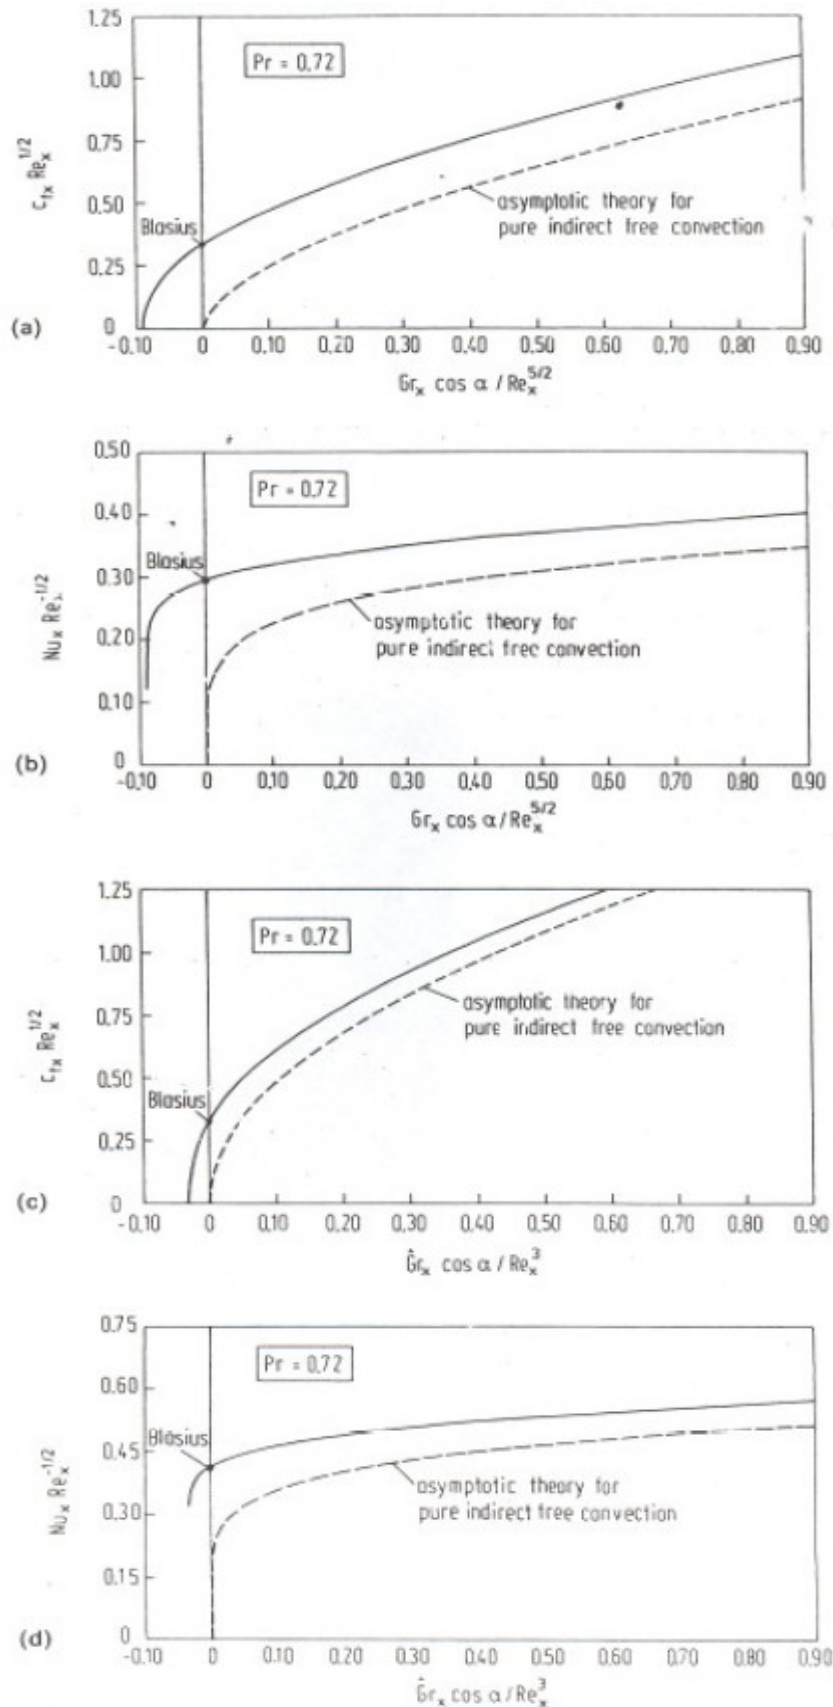 (a)
1.25
1.00
0.75
0.50
0.25
0
C_fx Re_x^1/2
Pr = 0.72
Blasius
asymptotic theory for
pure indirect free convection
-0.10 0 0.10 0.20 0.30 0.40 0.50 0.60 0.70 0.80 0.90
Gr_x cos α / Re_x^5/2
(b)
0.50
0.40
0.30
0.20
0.10
0
Nu_x Re^-1/2
Pr = 0.72
Blasius
asymptotic theory for
pure indirect free convection
-0.10 0 0.10 0.20 0.30 0.40 0.50 0.60 0.70 0.80 0.90
Gr_x cos α / Re_x^5/2
(c)
1.25
1.00
0.75
0.50
0.25
0
C_fx Re_x^1/2
Pr = 0.72
Blasius
asymptotic theory for
pure indirect free convection
-0.10 0 0.10 0.20 0.30 0.40 0.50 0.60 0.70 0.80 0.90
Ĝr_x cos α / Re_x^3
(d)
0.75
0.60
0.45
0.30
0.15
0
Nu_x Re_x^-1/2
Pr = 0.72
Blasius
asymptotic theory for
pure indirect free convection
-0.10 0 0.10 0.20 0.30 0.40 0.50 0.60 0.70 0.80 0.90
Ĝr_x cos α / Re_x^3